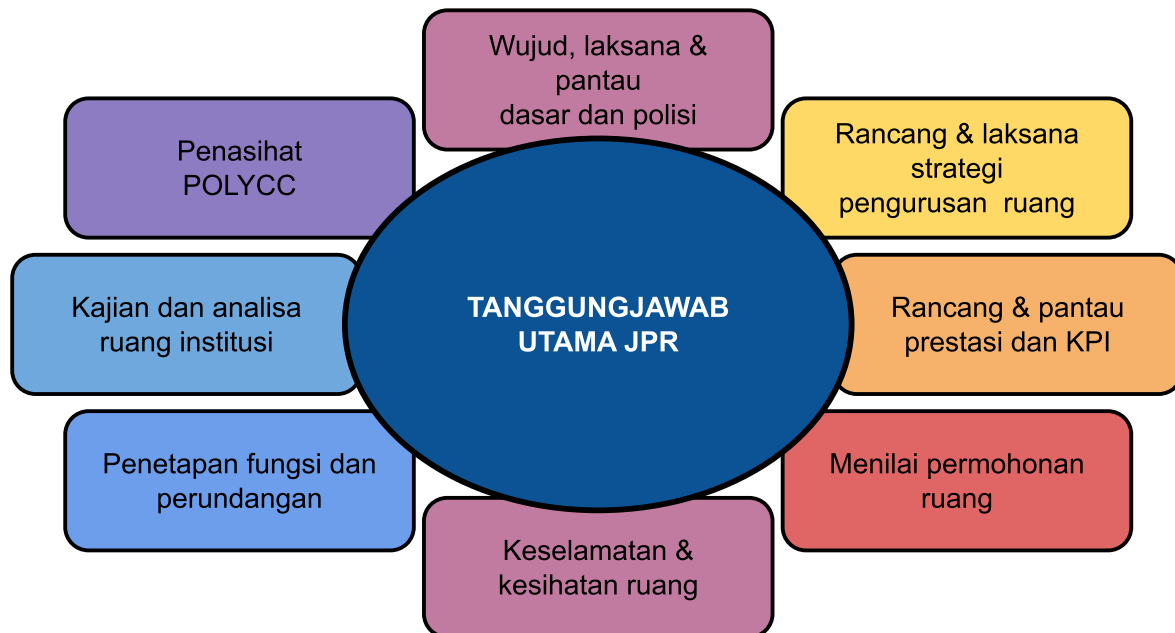 Wujud, laksana &
pantau
dasar dan polisi
Penasihat
POLYCC
Rancang & laksana
strategi
pengurusan ruang
Kajian dan analisa
ruang institusi
TANGGUNGJAWAB
UTAMA JPR
Rancang & pantau
prestasi dan KPI
Penetapan fungsi dan
perundangan
Menilai permohonan
ruang
Keselamatan &
kesihatan ruang